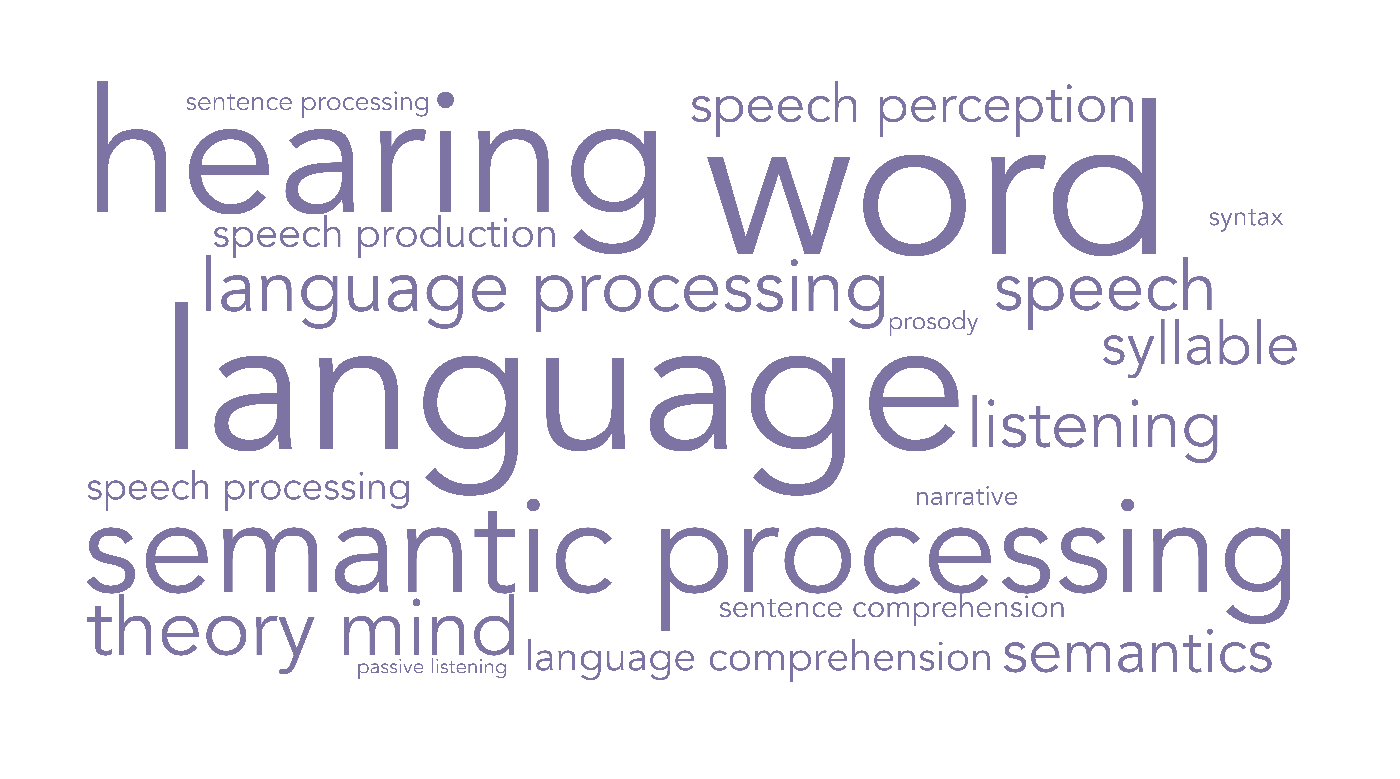 sentence processing
hearing
speech perception
word
speech production
syntax
language processing
speech
prosody
syllable
language
listening
speech processing
narrative
semantic processing
theory mind
sentence comprehension
passive listening
language comprehension
semantics